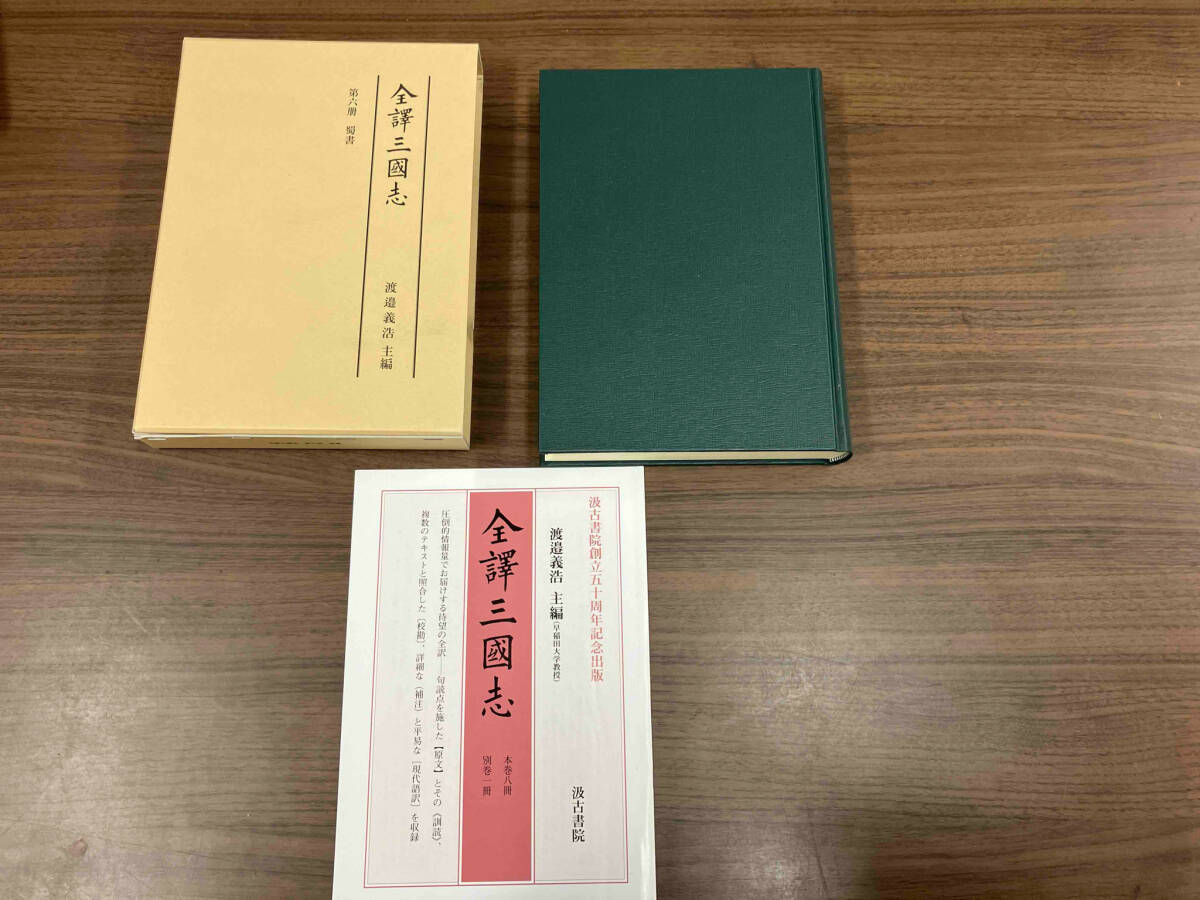 全譯三國志
第六册 蜀書
渡邉義浩 主編
汲古書院創立五十周年記念出版
渡邉義浩 主編(早稲田大学教授)
汲古書院
全譯三國志
本巻八冊
別巻一冊
圧倒的情報量でお届けする待望の全訳――句読点を施した【原文】とその《訓読》、
複数のテキストと照合した〔校勘〕、詳細な(補注)と平易な〔現代語訳〕を収録